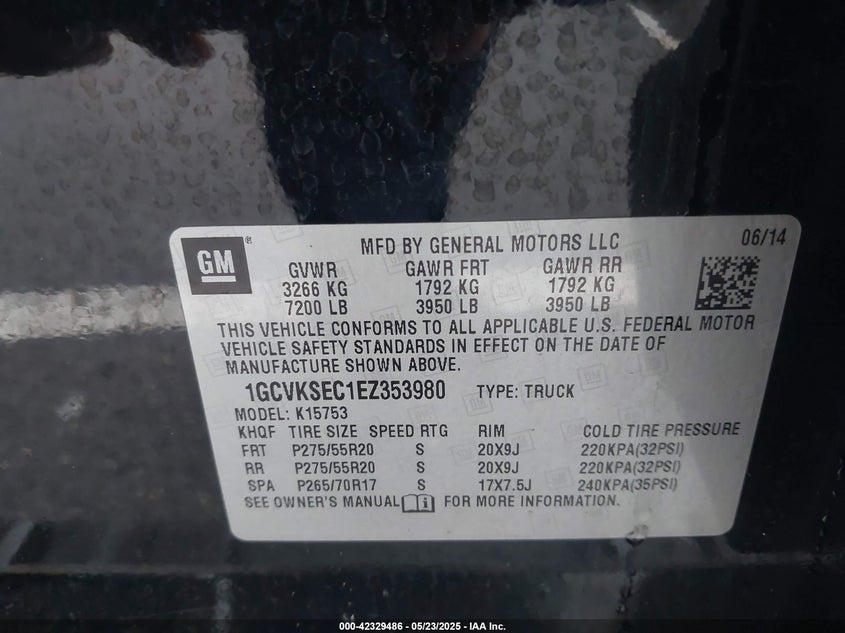 GM®
MFD BY GENERAL MOTORS LLC
06/14
GVWR GAWR FRT GAWR RR
3266 KG 1792 KG 1792 KG
7200 LB 3950 LB 3950 LB
THIS VEHICLE CONFORMS TO ALL APPLICABLE U.S. FEDERAL MOTOR
VEHICLE SAFETY STANDARDS IN EFFECT ON THE DATE OF
MANUFACTURE SHOWN ABOVE.
1GCVKSEC1EZ353980 TYPE: TRUCK
MODEL: K15753
KHQF TIRE SIZE SPEED RTG RIM COLD TIRE PRESSURE
FRT P275/55R20 S 20X9J 220KPA(32PSI)
RR P275/55R20 S 20X9J 220KPA(32PSI)
SPA P265/70R17 S 17X7.5J 240KPA(35PSI)
SEE OWNER'S MANUAL i FOR MORE INFORMATION.
000-42329486 - 05/23/2025 - IAA Inc.